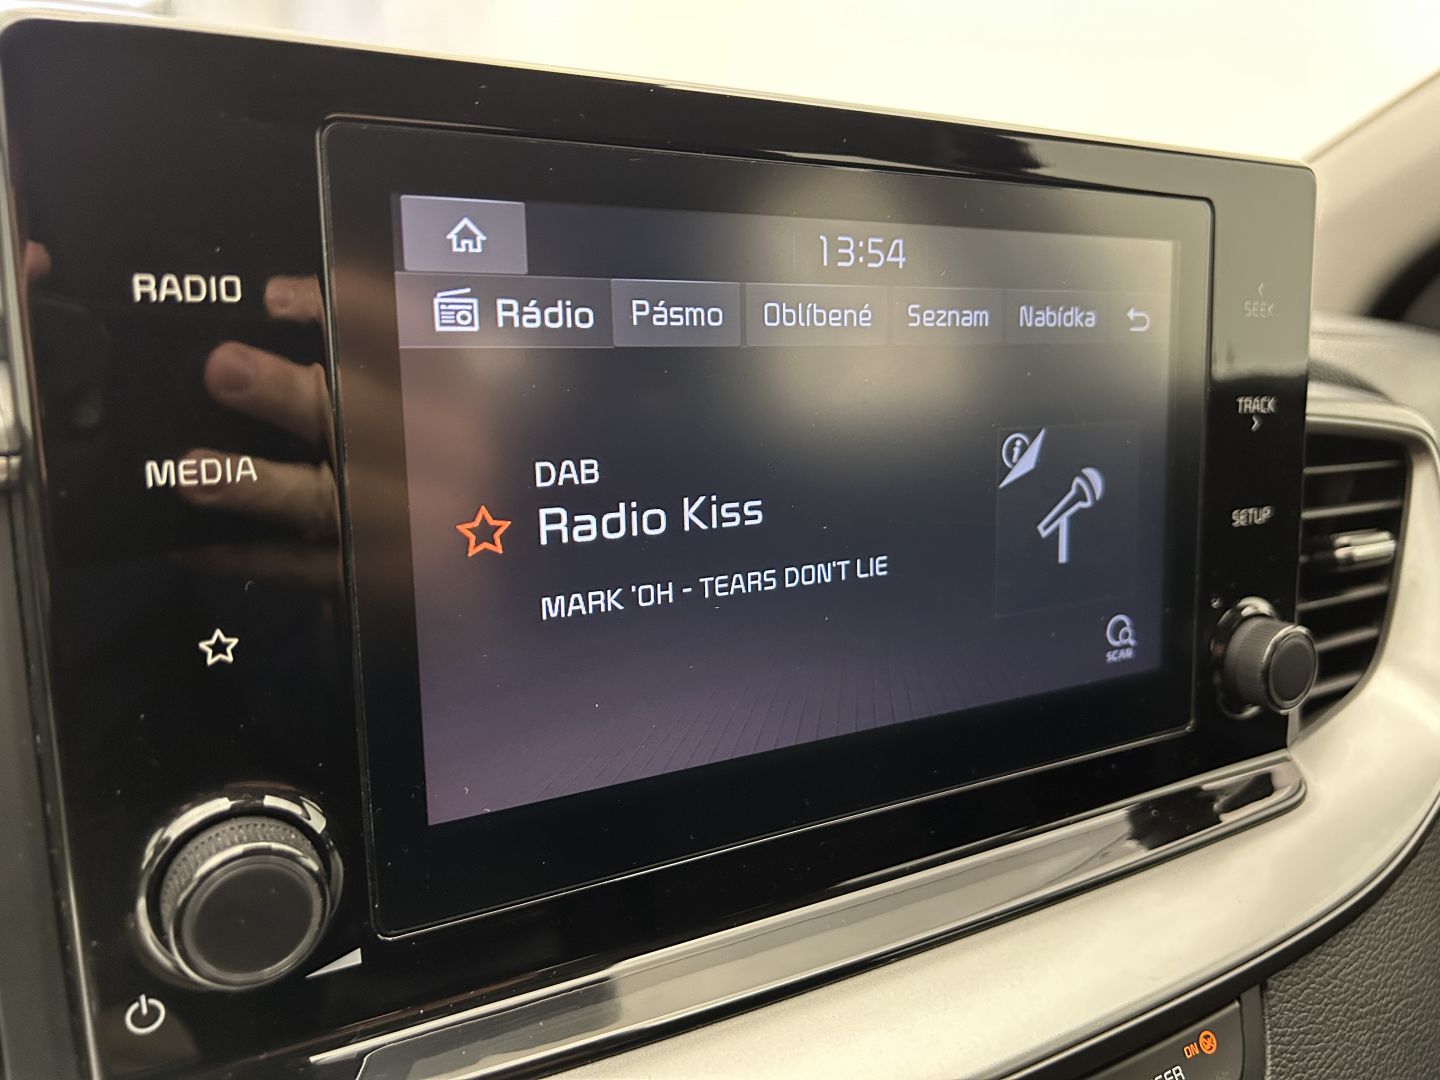 13:54
RADIO
Rádio Pásmo Oblíbené Seznam Nabídka
SEEK
TRACK
MEDIA
DAB
Radio Kiss
MARK 'OH - TEARS DON'T LIE
SETUP
SCAN
ON